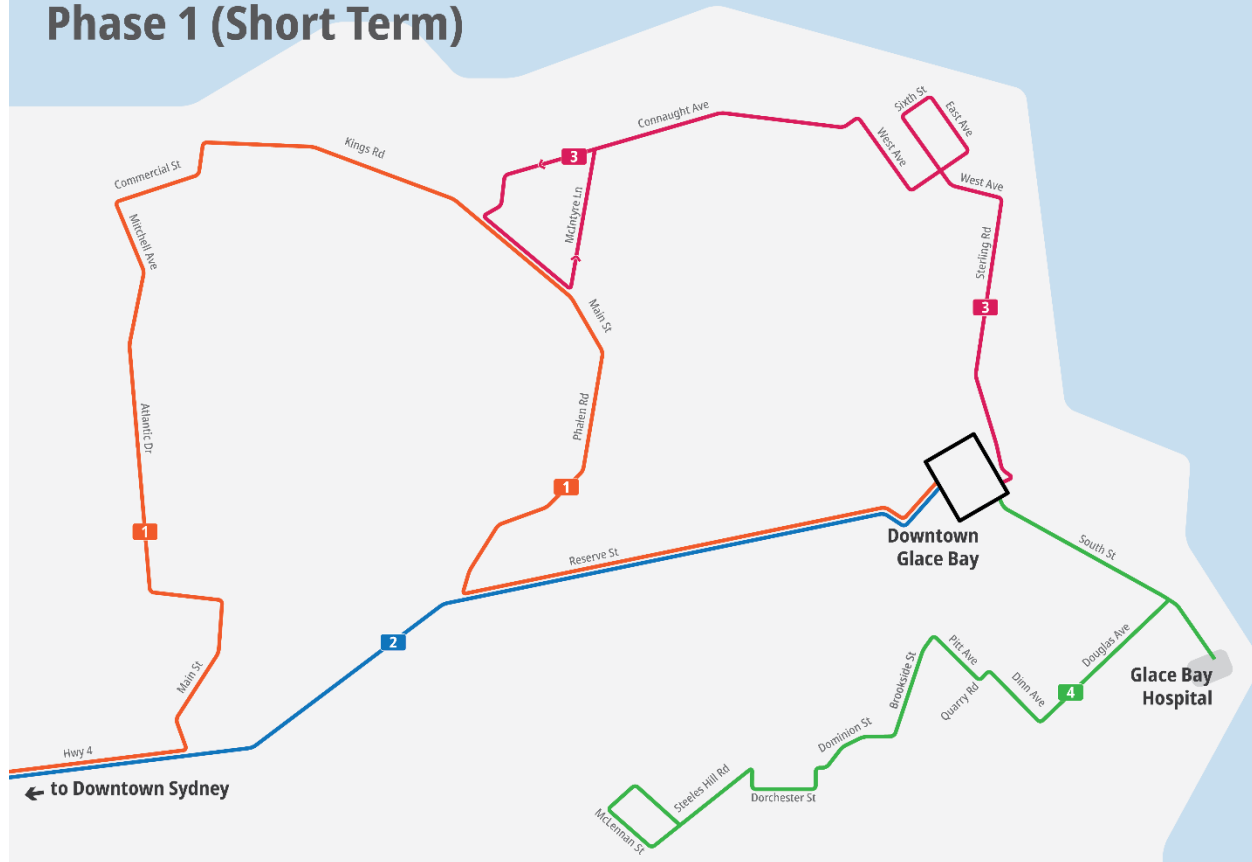 Phase 1 (Short Term)
Sixth St
East Ave
Connaught Ave
Kings Rd
3
West Ave
Commercial St
West Ave
McIntyre Ln
Mitchell Ave
Sterling Rd
3
Main St
Atlantic Dr
Phalen Rd
1
1
Downtown
Glace Bay
Reserve St
South St
2
Main St
Pitt Ave
Douglas Ave
Brookside St
Glace Bay
Hospital
Dinn Ave
4
Quarry Rd
Dominion St
Hwy 4
← to Downtown Sydney
Steeles Hill Rd
Dorchester St
McLennan St